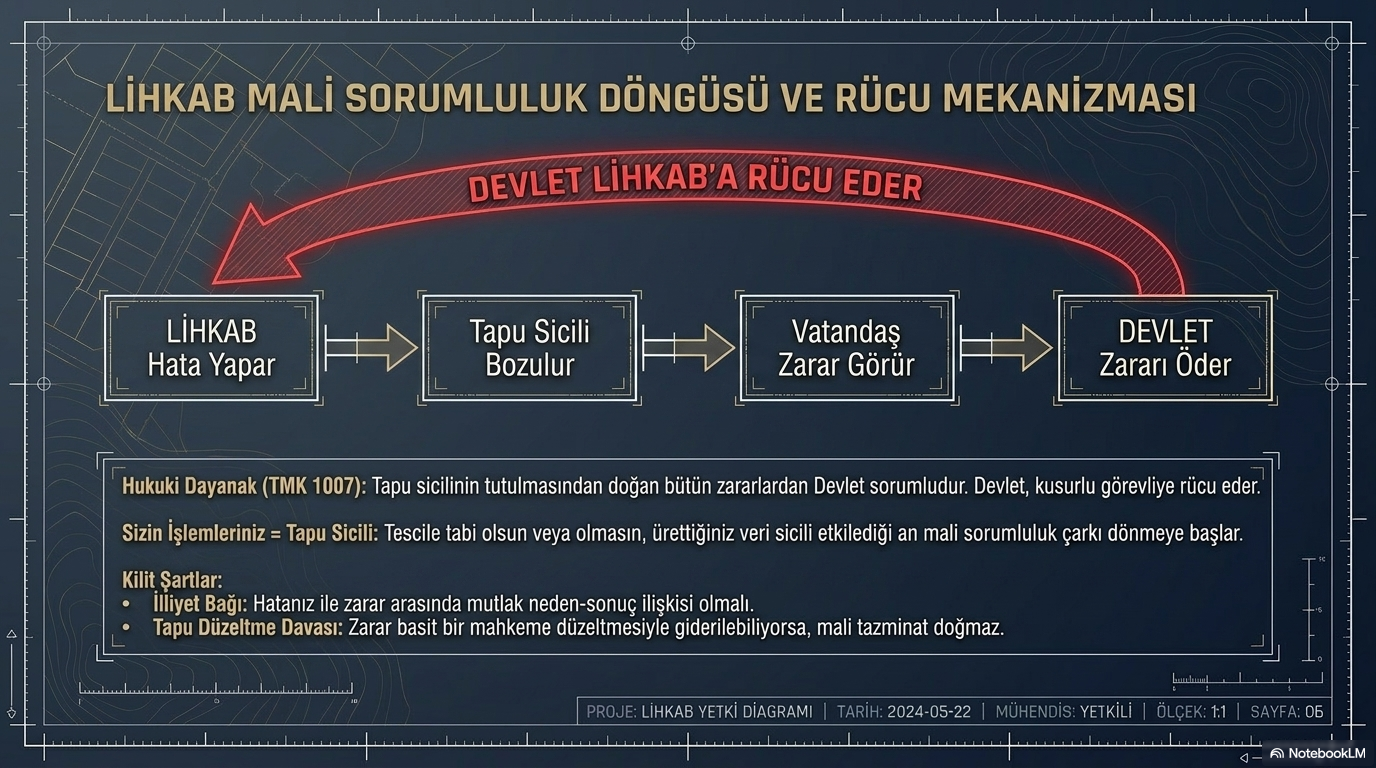 LİHKAB MALİ SORUMLULUK DÖNGÜSÜ VE RÜCU MEKANİZMASI
DEVLET LİHKAB'A RÜCU EDER
LİHKAB
Hata Yapar
Tapu Sicili
Bozulur
Vatandaş
Zarar Görür
DEVLET
Zararı Öder
Hukuki Dayanak (TMK 1007): Tapu sicilinin tutulmasından doğan bütün zararlardan Devlet sorumludur. Devlet, kusurlu görevliye rücu eder.
Sizin İşlemleriniz = Tapu Sicili: Tescile tabi olsun veya olmasın, ürettiğiniz veri sicili etkilediği an mali sorumluluk çarkı dönmeye başlar.
Kilit Şartlar:
• İlliyet Bağı: Hatanız ile zarar arasında mutlak neden-sonuç ilişkisi olmalı.
• Tapu Düzeltme Davası: Zarar basit bir mahkeme düzeltmesiyle giderilebiliyorsa, mali tazminat doğmaz.
PROJE: LİHKAB YETKİ DİAGRAMI | TARİH: 2024-05-22 | MÜHENDİS: YETKİLİ | ÖLÇEK: 1:1 | SAYFA: 05
NotebookLM